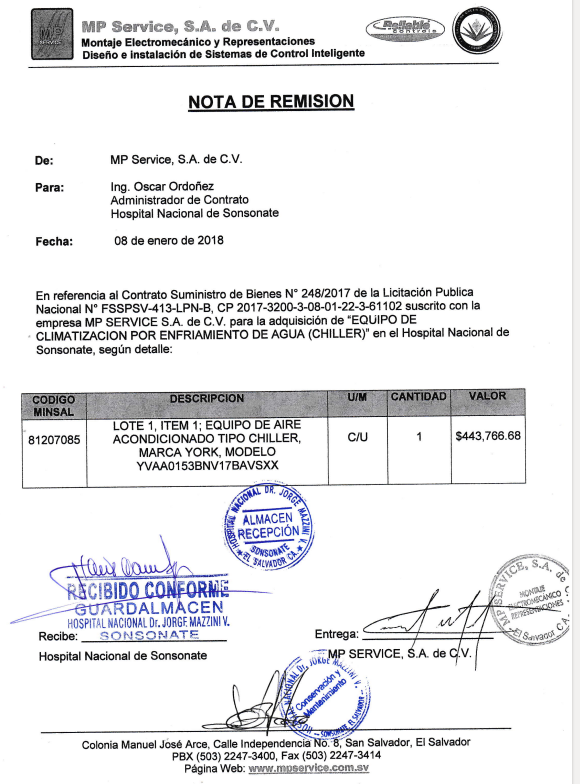 MP
SERVICE
MP Service, S.A. de C.V.
Montaje Electromecánico y Representaciones
Diseño e instalación de Sistemas de Control Inteligente
Reliable
controls
NOTA DE REMISION
De: MP Service, S.A. de C.V.
Para: Ing. Oscar Ordoñez
Administrador de Contrato
Hospital Nacional de Sonsonate
Fecha: 08 de enero de 2018
En referencia al Contrato Suministro de Bienes N° 248/2017 de la Licitación Publica
Nacional N° FSSPSV-413-LPN-B, CP 2017-3200-3-08-01-22-3-61102 suscrito con la
empresa MP SERVICE S.A. de C.V. para la adquisición de “EQUIPO DE
CLIMATIZACION POR ENFRIAMIENTO DE AGUA (CHILLER)” en el Hospital Nacional de
Sonsonate, según detalle:
CODIGO MINSAL DESCRIPCION U/M CANTIDAD VALOR
81207085 LOTE 1, ITEM 1; EQUIPO DE AIRE ACONDICIONADO TIPO CHILLER, MARCA YORK, MODELO YVAA0153BNV17BAVSXX C/U 1 $443,766.68
HOSPITAL NACIONAL DR. JORGE MAZZINI V.
ALMACEN
RECEPCIÓN
SONSONATE
EL SALVADOR C.A.
RECIBIDO CONFORME
GUARDALMACEN
HOSPITAL NACIONAL Dr. JORGE MAZZINI V.
SONSONATE
Recibe:
Hospital Nacional de Sonsonate
MP SERVICE, S.A. de C.V.
MONTAJE
ELECTROMECÁNICO
REPRESENTACIONES
El Salvador C.A.
Entrega:
MP SERVICE, S.A. de C.V.
HOSPITAL NACIONAL Dr. JORGE MAZZINI V.
Conservación y
Mantenimiento
SONSONATE, EL SALVADOR
Colonia Manuel José Arce, Calle Independencia No. 8, San Salvador, El Salvador
PBX (503) 2247-3400, Fax (503) 2247-3414
Página Web: www.mpservice.com.sv